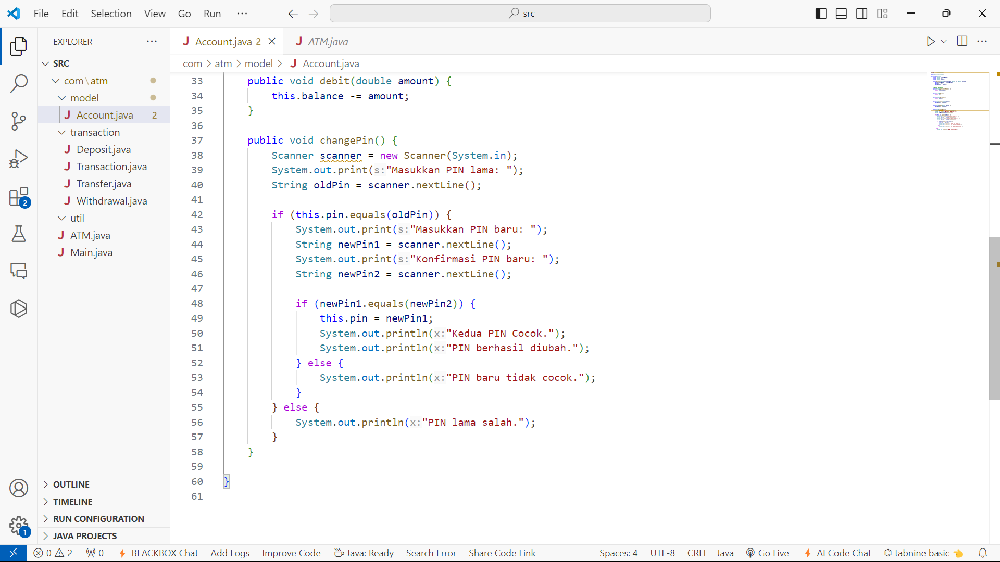 File Edit Selection View Go Run ··· src
EXPLORER ···
SRC
com\atm
model
Account.java 2
transaction
Deposit.java
Transaction.java
Transfer.java
Withdrawal.java
util
ATM.java
Main.java
OUTLINE
TIMELINE
RUN CONFIGURATION
JAVA PROJECTS
2
1
Account.java 2 ATM.java
com > atm > model > Account.java
33 public void debit(double amount) {
34 this.balance -= amount;
35 }
36
37 public void changePin() {
38 Scanner scanner = new Scanner(System.in);
39 System.out.print(s:"Masukkan PIN lama: ");
40 String oldPin = scanner.nextLine();
41
42 if (this.pin.equals(oldPin)) {
43 System.out.print(s:"Masukkan PIN baru: ");
44 String newPin1 = scanner.nextLine();
45 System.out.print(s:"Konfirmasi PIN baru: ");
46 String newPin2 = scanner.nextLine();
47
48 if (newPin1.equals(newPin2)) {
49 this.pin = newPin1;
50 System.out.println(x:"Kedua PIN Cocok.");
51 System.out.println(x:"PIN berhasil diubah.");
52 } else {
53 System.out.println(x:"PIN baru tidak cocok.");
54 }
55 } else {
56 System.out.println(x:"PIN lama salah.");
57 }
58 }
59
60 }
61
0 2 0 BLACKBOX Chat Add Logs Improve Code Java: Ready Search Error Share Code Link Spaces: 4 UTF-8 CRLF Java Go Live AI Code Chat tabnine basic